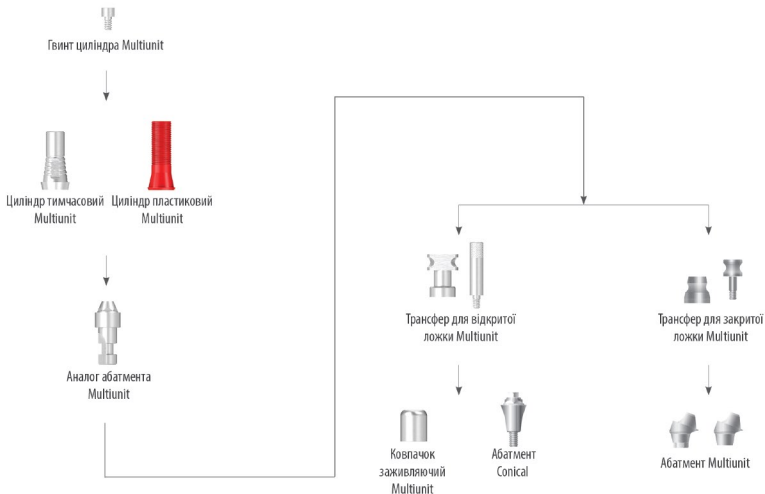 Гвинт циліндра Multiunit
Циліндр тимчасовий
Multiunit
Циліндр пластиковий
Multiunit
Аналог абатмента
Multiunit
Трансфер для відкритої
ложки Multiunit
Трансфер для закритої
ложки Multiunit
Ковпачок
заживляючий
Multiunit
Абатмент
Conical
Абатмент Multiunit